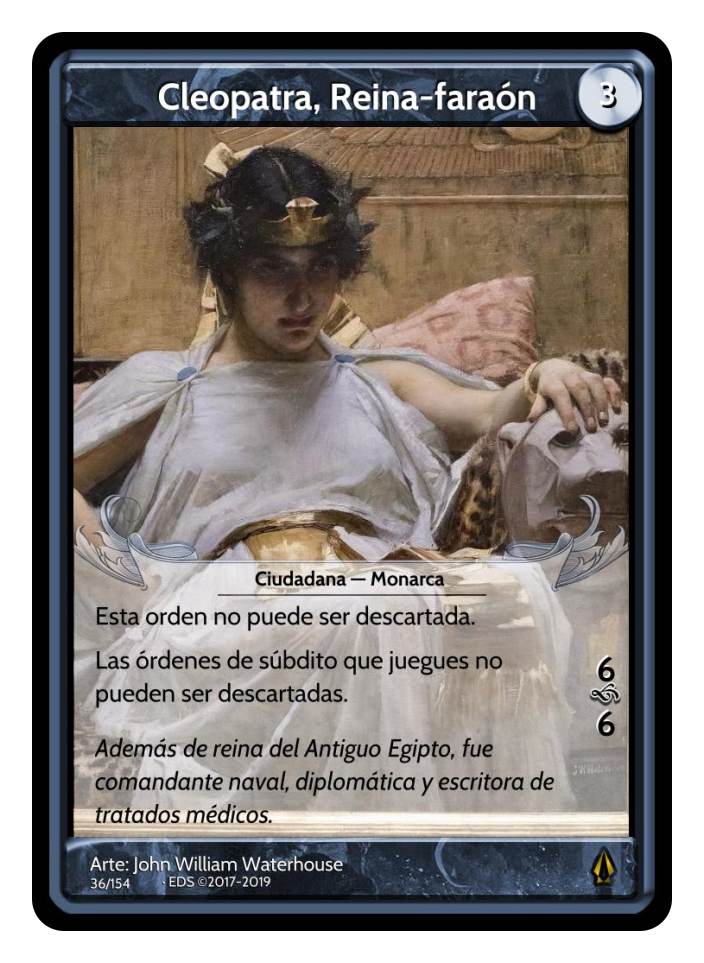 Cleopatra, Reina-faraón
3
Ciudadana — Monarca
Esta orden no puede ser descartada.
Las órdenes de súbdito que juegues no
pueden ser descartadas.
6
6
Además de reina del Antiguo Egipto, fue
comandante naval, diplomática y escritora de
tratados médicos.
Arte: John William Waterhouse
36/154 · EDS ©2017-2019